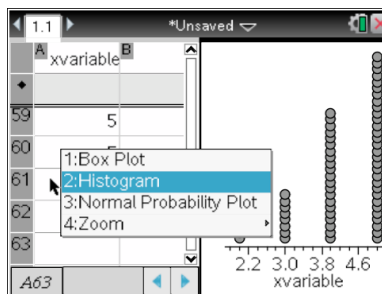 1.1 *Unsaved
A xvariable B
59 5
60
61
62
63
1:Box Plot
2:Histogram
3:Normal Probability Plot
4:Zoom
A63
2.2 3.0 3.8 4.6
xvariable